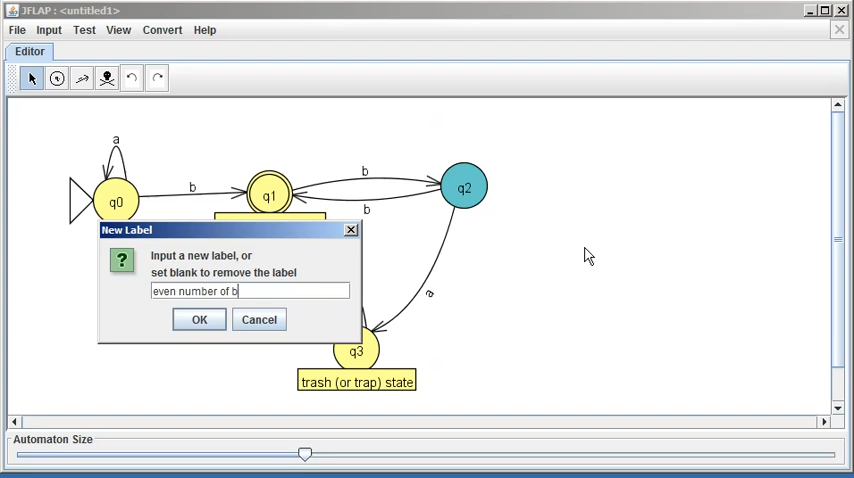 JFLAP : <untitled1>
File Input Test View Convert Help
Editor
a
b
b
q0
q1
q2
b
New Label
Input a new label, or
set blank to remove the label
even number of b
OK Cancel
a
q3
trash (or trap) state
Automaton Size